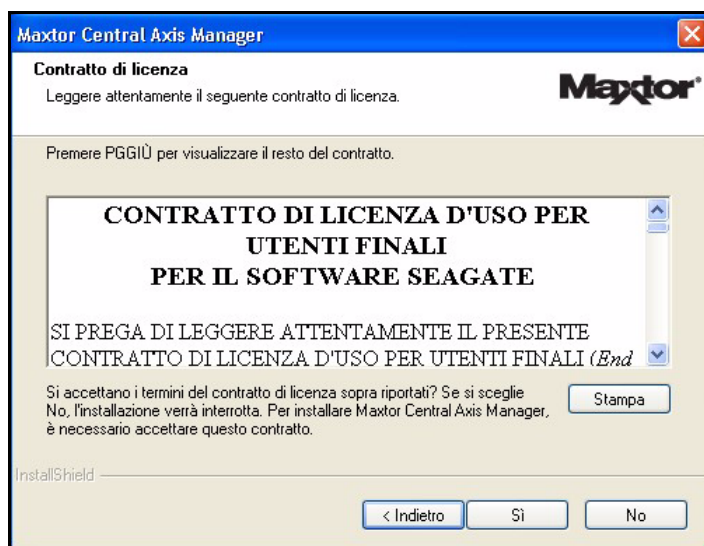 Maxtor Central Axis Manager
Contratto di licenza
Leggere attentamente il seguente contratto di licenza.
Maxtor
Premere PGGIÙ per visualizzare il resto del contratto.
CONTRATTO DI LICENZA D'USO PER
UTENTI FINALI
PER IL SOFTWARE SEAGATE
SI PREGA DI LEGGERE ATTENTAMENTE IL PRESENTE
CONTRATTO DI LICENZA D'USO PER UTENTI FINALI (End
Si accettano i termini del contratto di licenza sopra riportati? Se si sceglie
No, l'installazione verrà interrotta. Per installare Maxtor Central Axis Manager,
è necessario accettare questo contratto.
Stampa
InstallShield
< Indietro
Sì
No